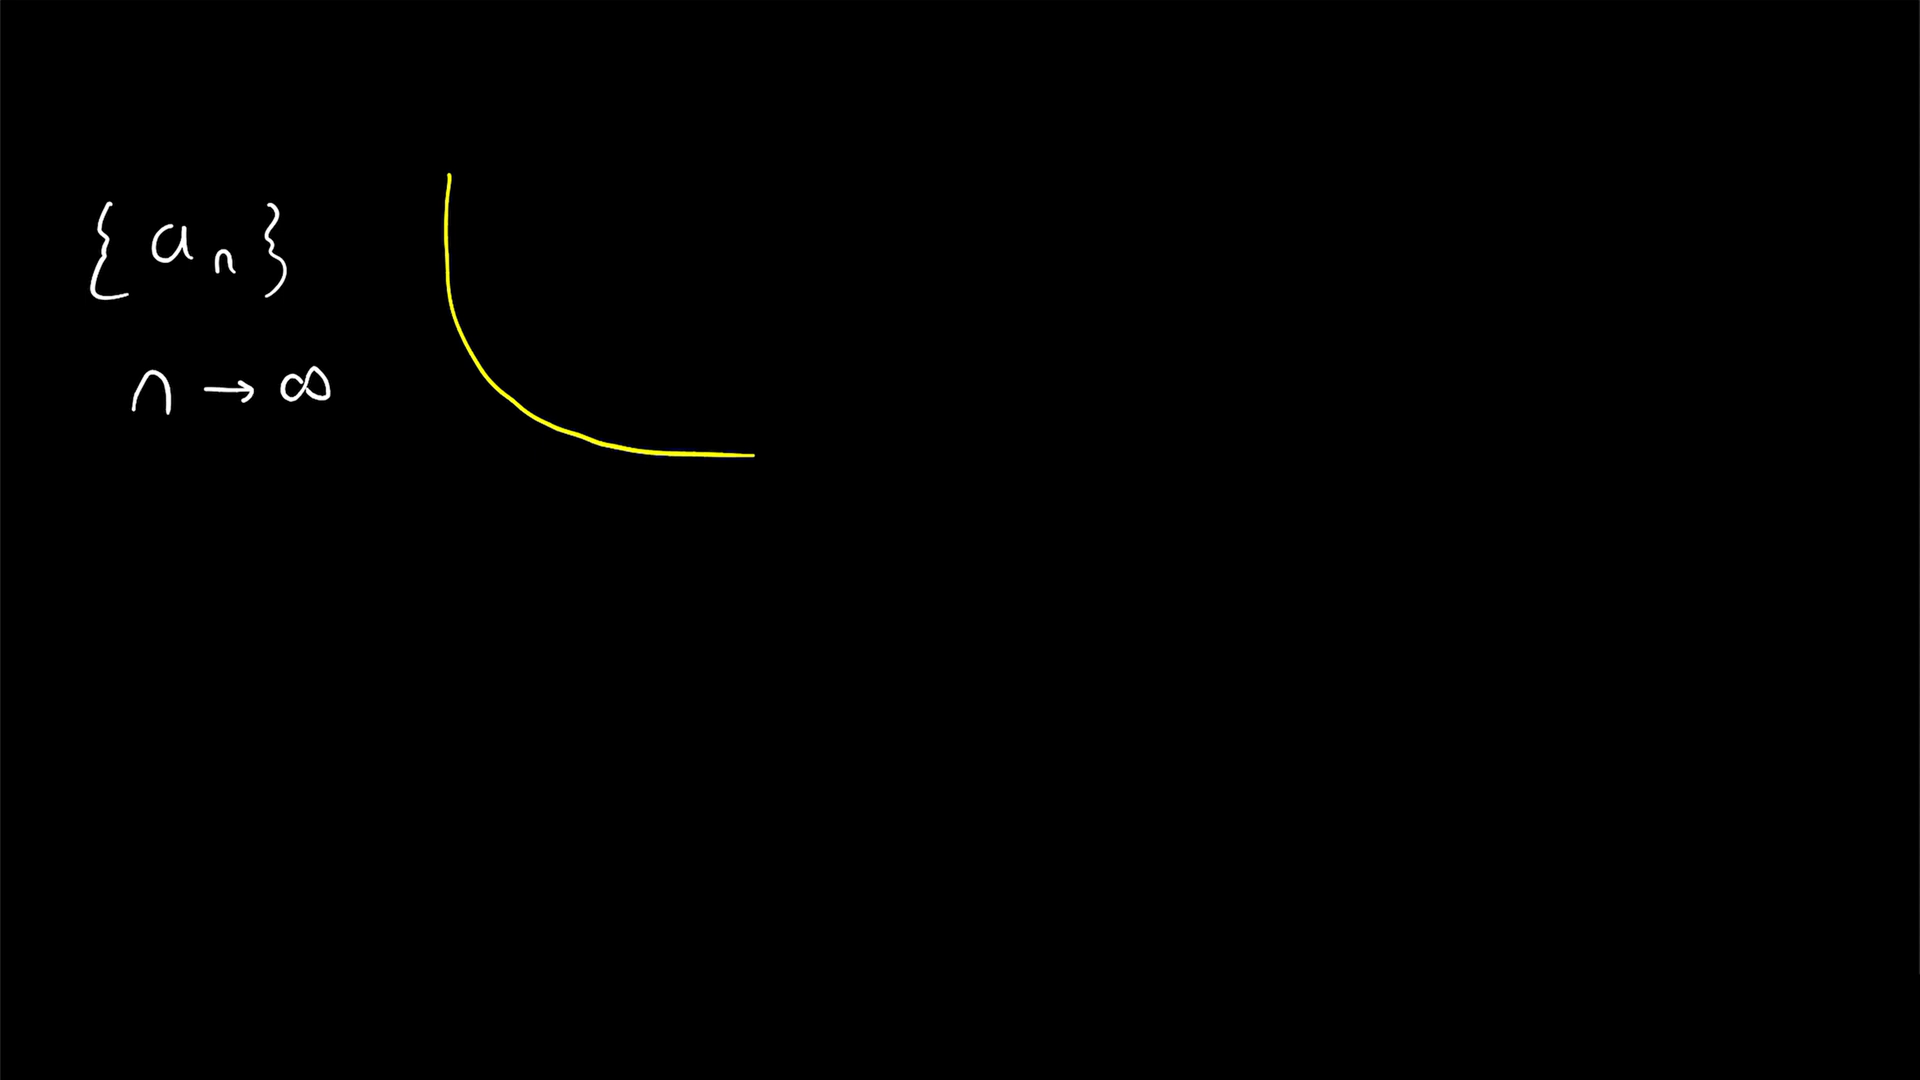 {aₙ}
n → ∞